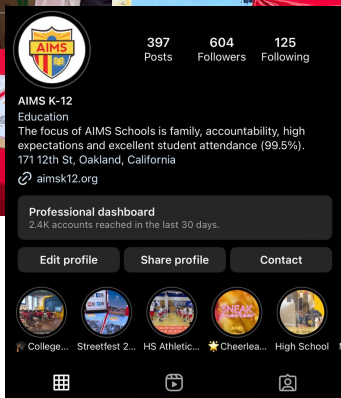 AIMS
397
604
125
Posts
Followers
Following
AIMS K-12
Education
The focus of AIMS Schools is family, accountability, high
expectations and excellent student attendance (99.5%).
171 12th St, Oakland, California
aimsk12.org
Professional dashboard
2.4K accounts reached in the last 30 days.
Edit profile
Share profile
Contact
SNEAK
🎓College...
Streetfest 2...
HS Athletic...
🌟Cheerlea...
High School